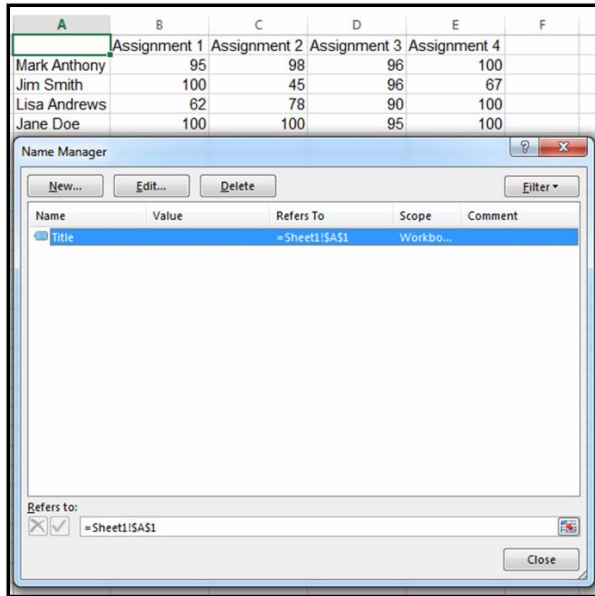 A B C D E F
Assignment 1 Assignment 2 Assignment 3 Assignment 4
Mark Anthony 95 98 96 100
Jim Smith 100 45 96 67
Lisa Andrews 62 78 90 100
Jane Doe 100 100 95 100
Name Manager ? X
New... Edit... Delete Filter
Name Value Refers To Scope Comment
Title =Sheet1!$A$1 Workbo...
Refers to:
=Sheet1!$A$1
Close